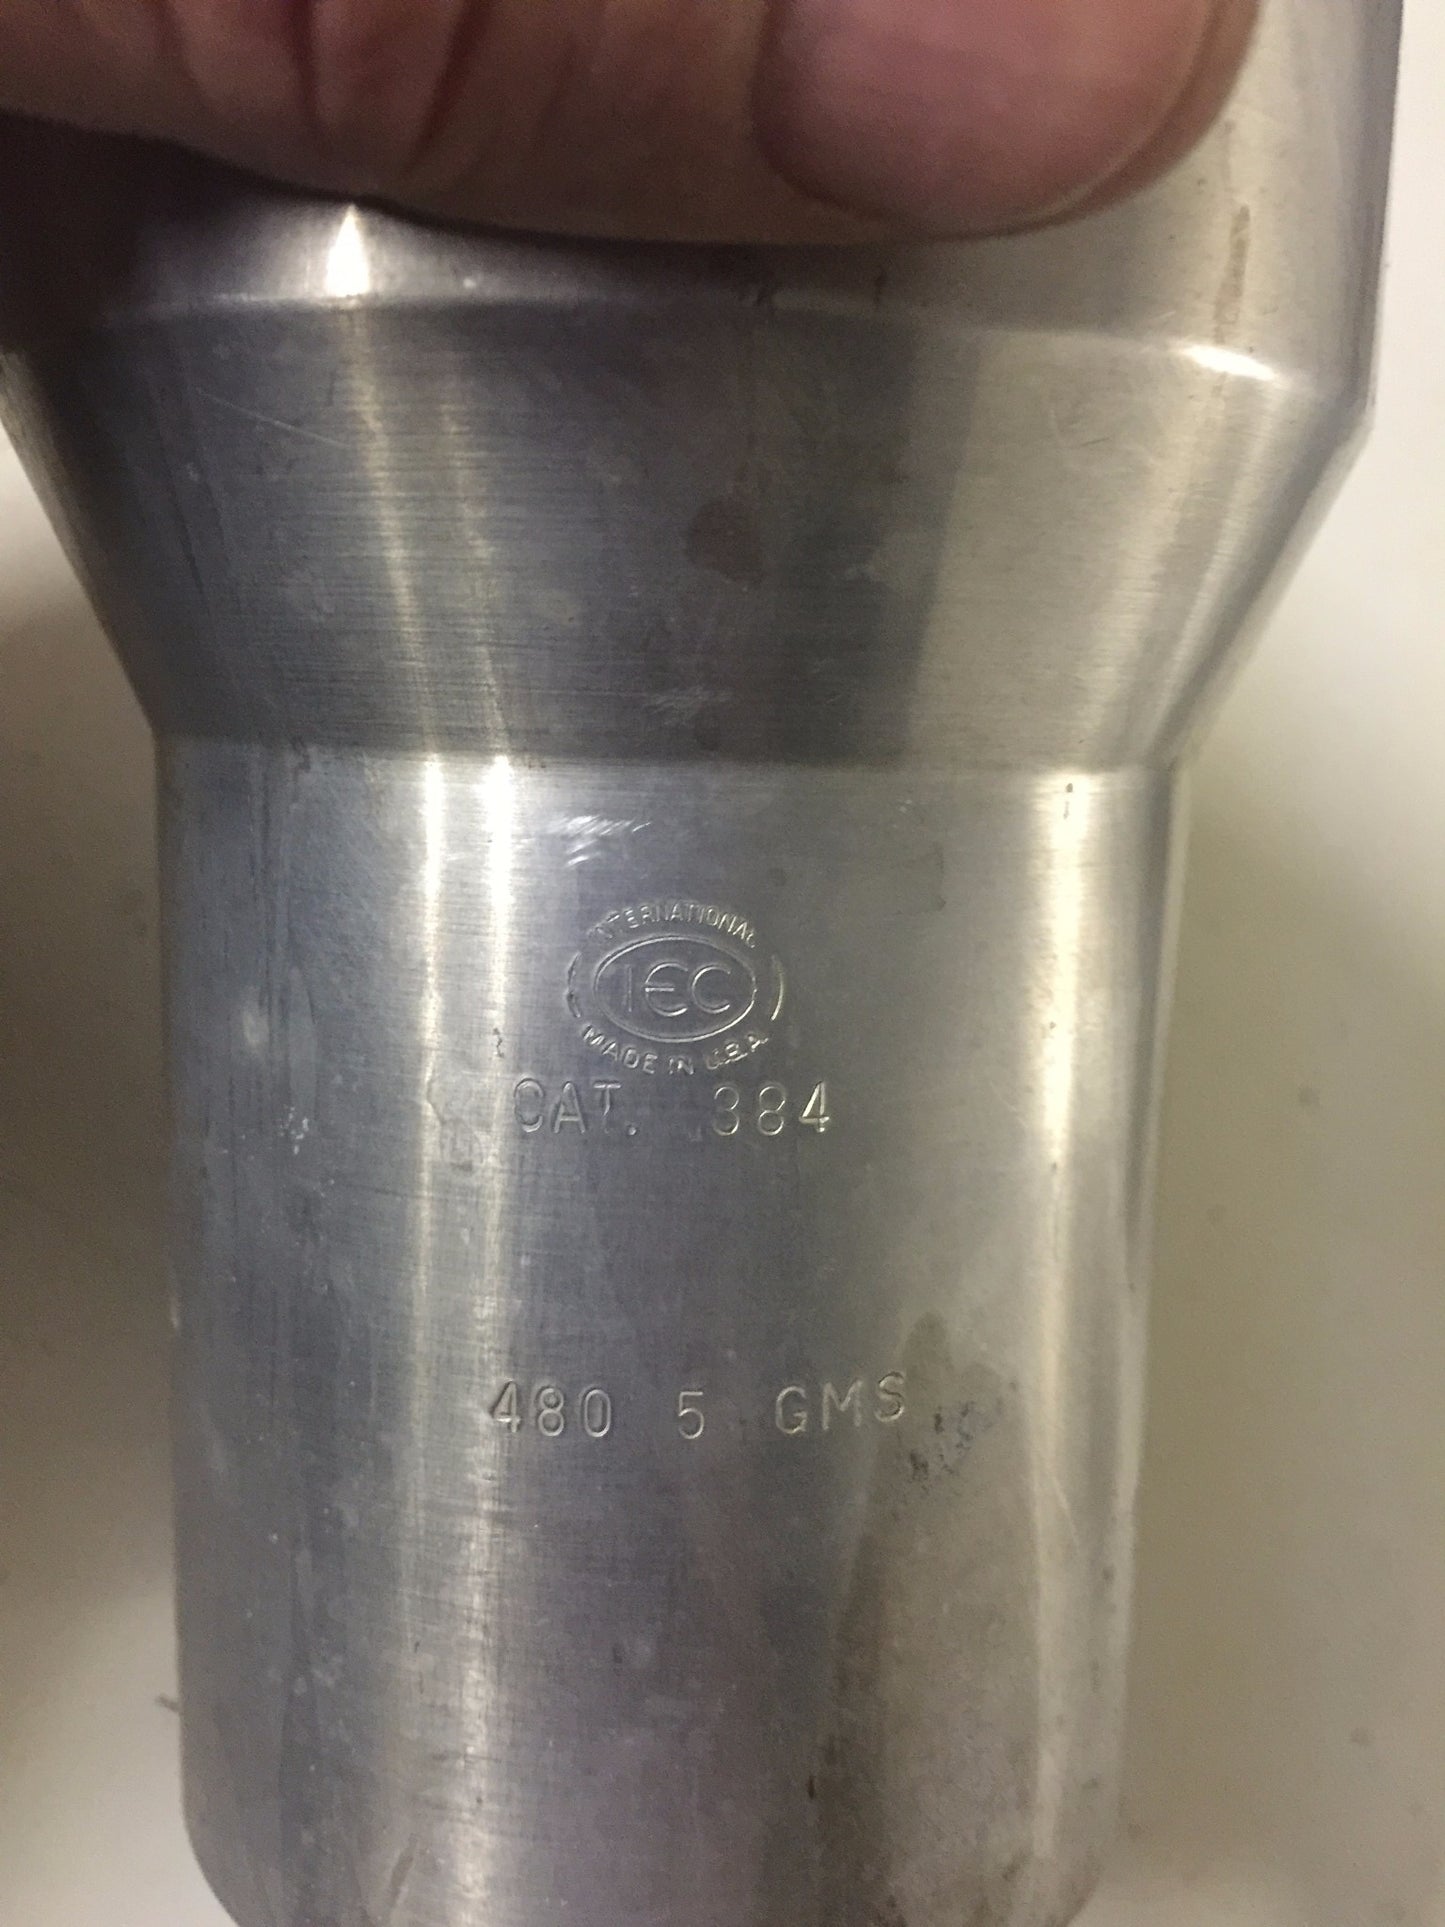 INTERNATIONAL
IEC
MADE IN U.S.A.
CAT. 384
480 5 GMS